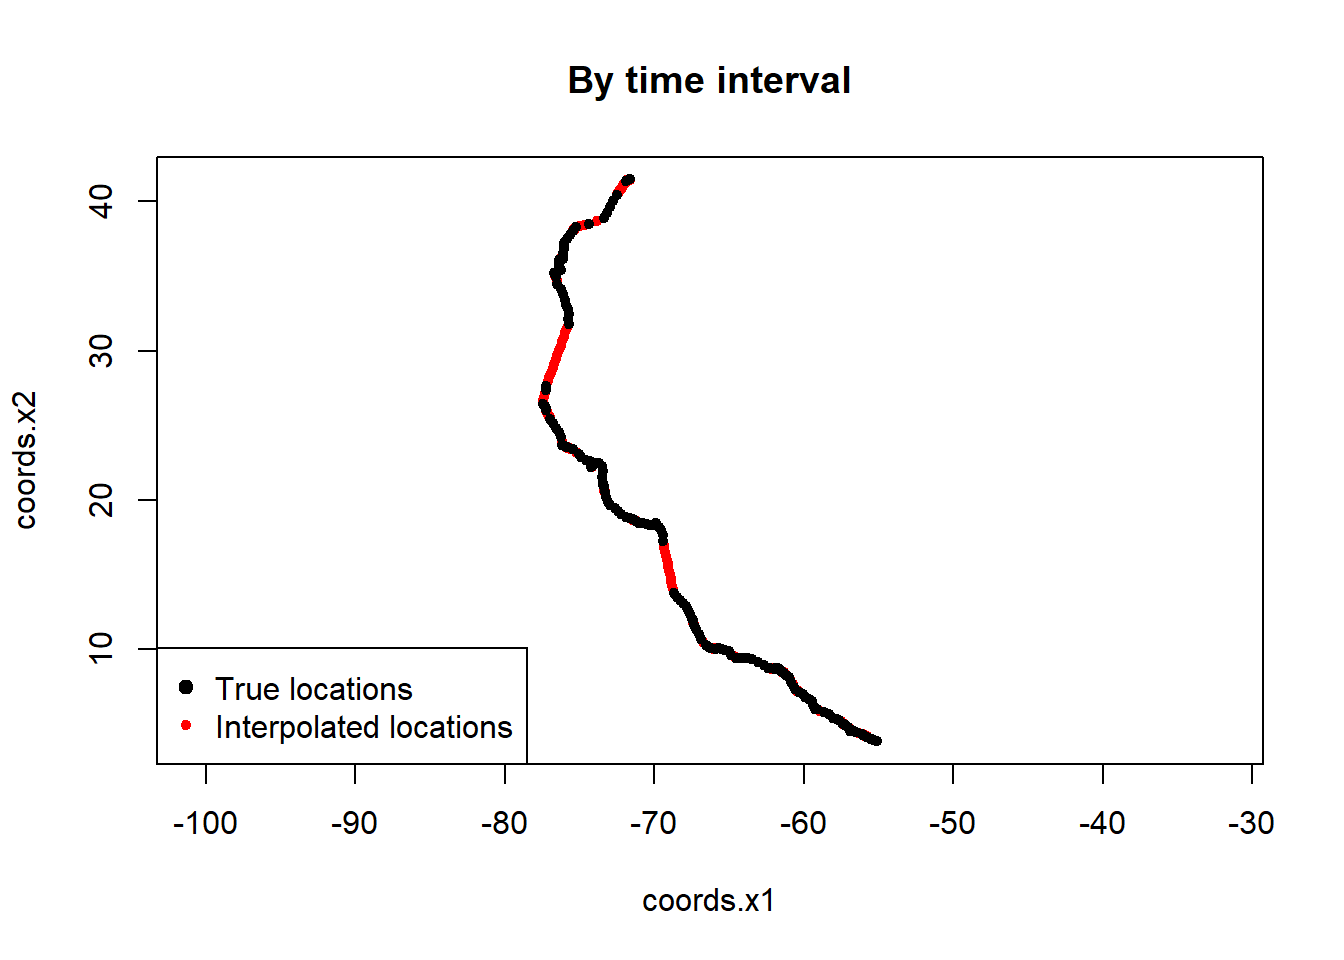 By time interval
coords.x2
40
30
20
10
True locations
Interpolated locations
-100 -90 -80 -70 -60 -50 -40 -30
coords.x1